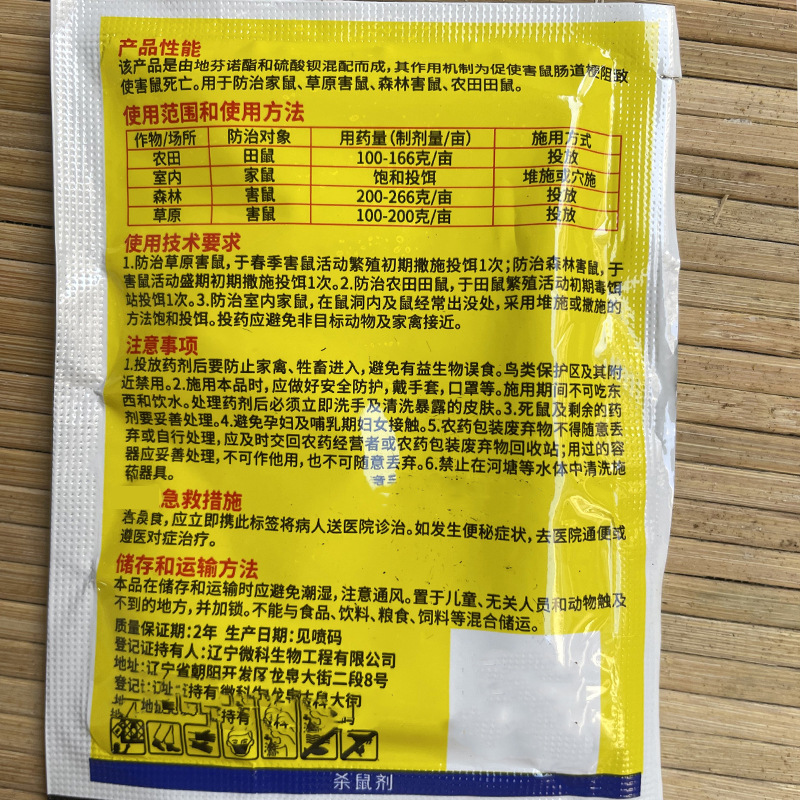 产品性能
该产品是由地芬诺酯和硫酸钡混配而成,其作用机制为促使害鼠肠道梗阻致
使害鼠死亡。用于防治家鼠、草原害鼠、森林害鼠、农田田鼠。
使用范围和使用方法
作物/场所 防治对象 用药量(制剂量/亩) 施用方式
农田 田鼠 100-166克/亩 投放
室内 家鼠 饱和投饵 堆施或穴施
森林 害鼠 200-266克/亩 投放
草原 害鼠 100-200克/亩 投放
使用技术要求
1.防治草原害鼠,于春季害鼠活动繁殖初期撒施投饵1次;防治森林害鼠,于
害鼠活动盛期初期撒施投饵1次。2.防治农田田鼠,于田鼠繁殖活动初期毒饵
站投饵1次。3.防治室内家鼠,在鼠洞内及鼠经常出没处,采用堆施或撒施的
方法饱和投饵。投药应避免非目标动物及家禽接近。
注意事项
1.投放药剂后要防止家禽、牲畜进入,避免有益生物误食。鸟类保护区及其附
近禁用。2.施用本品时,应做好安全防护,戴手套,口罩等。施用期间不可吃东
西和饮水。处理药剂后必须立即洗手及清洗暴露的皮肤。3.死鼠及剩余的药
剂要妥善处理。4.避免孕妇及哺乳期妇女接触。5.农药包装废弃物不得随意丢
弃或自行处理,应及时交回农药经营者或农药包装废弃物回收站;用过的容
器应妥善处理,不可作他用,也不可随意丢弃。6.禁止在河塘等水体中清洗施
药器具。
急救措施
食,应立即携此标签将病人送医院诊治。如发生便秘症状,去医院通便或
遵医对症治疗。
储存和运输方法
本品在储存和运输时应避免潮湿,注意通风。置于儿童、无关人员和动物触及
不到的地方,并加锁。不能与食品、饮料、粮食、饲料等混合储运。
质量保证期:2年 生产日期:见喷码
登记证持有人:辽宁微科生物工程有限公司
地址:辽宁省朝阳开发区龙泉大街二段8号
杀鼠剂